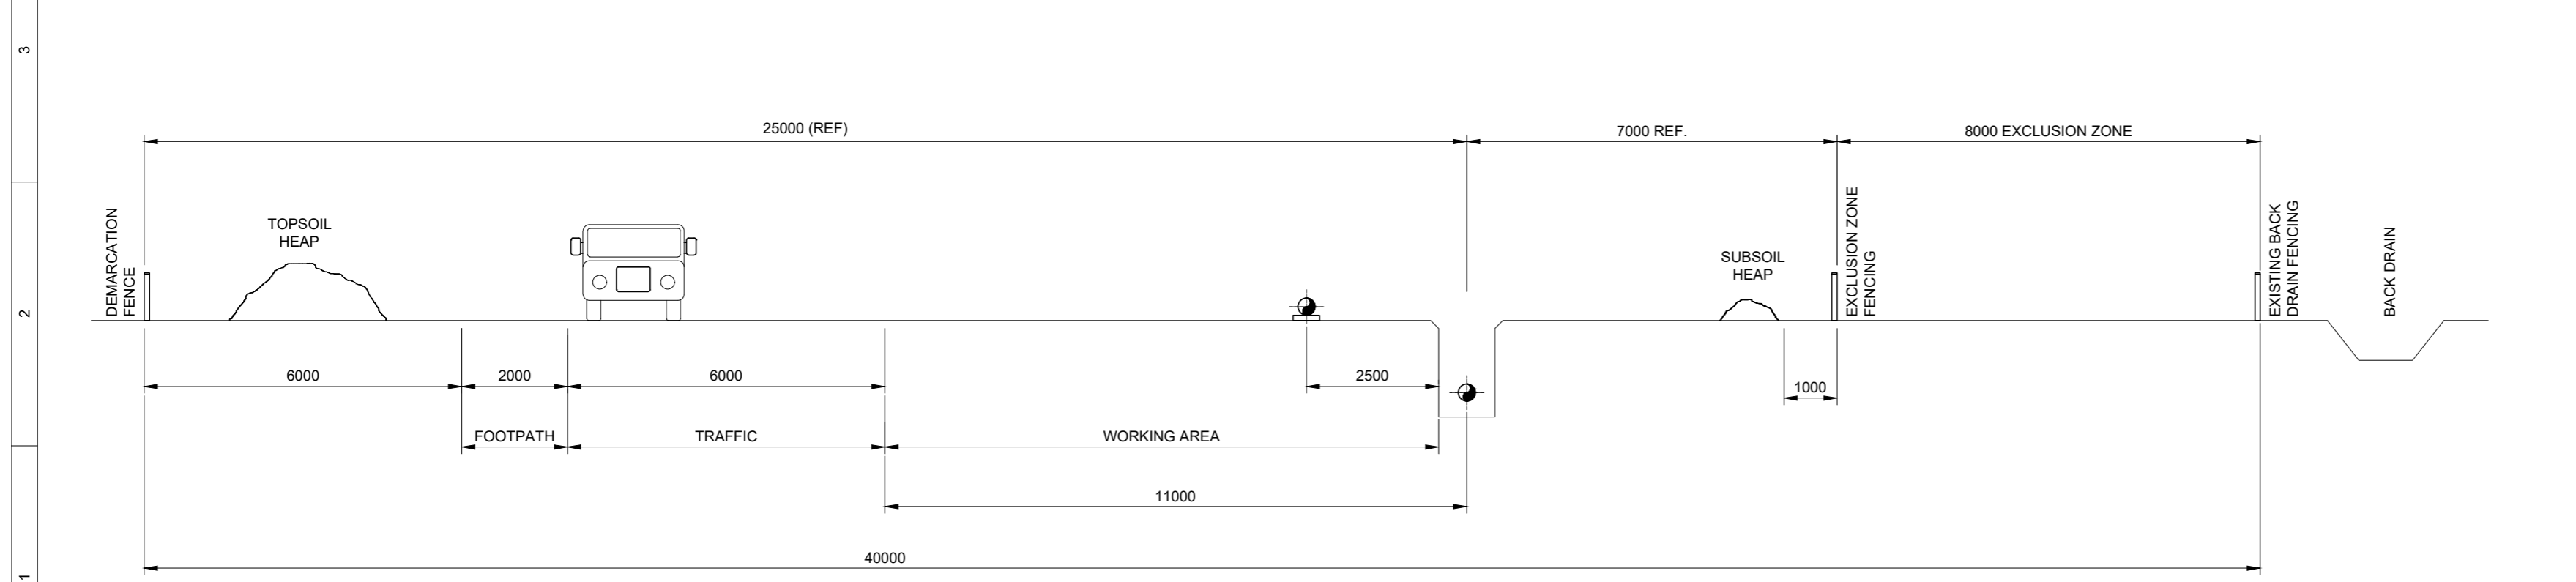 3
25000 (REF)
7000 REF.
8000 EXCLUSION ZONE
DEMARCATION
FENCE
TOPSOIL
HEAP
SUBSOIL
HEAP
EXCLUSION ZONE
FENCING
EXISTING BACK
DRAIN FENCING
BACK DRAIN
2
6000
2000
6000
2500
1000
FOOTPATH
TRAFFIC
WORKING AREA
11000
40000
1